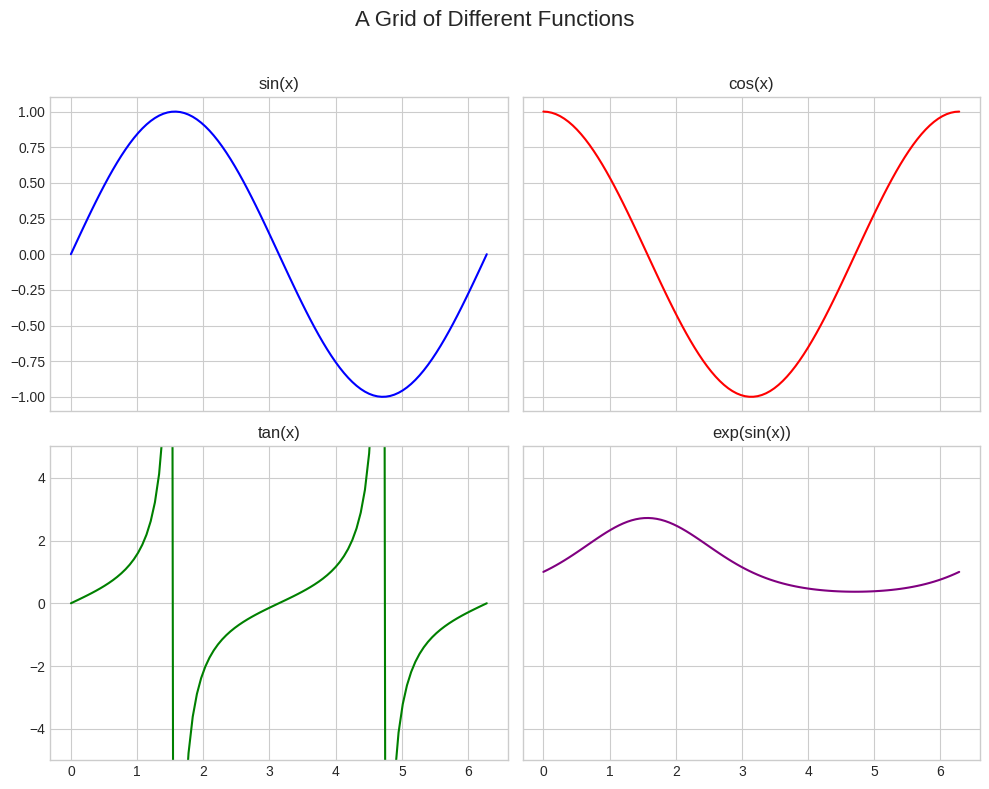 A Grid of Different Functions
sin(x)
1.00
0.75
0.50
0.25
0.00
−0.25
−0.50
−0.75
−1.00
cos(x)
tan(x)
4
2
0
−2
−4
0 1 2 3 4 5 6
exp(sin(x))
0 1 2 3 4 5 6